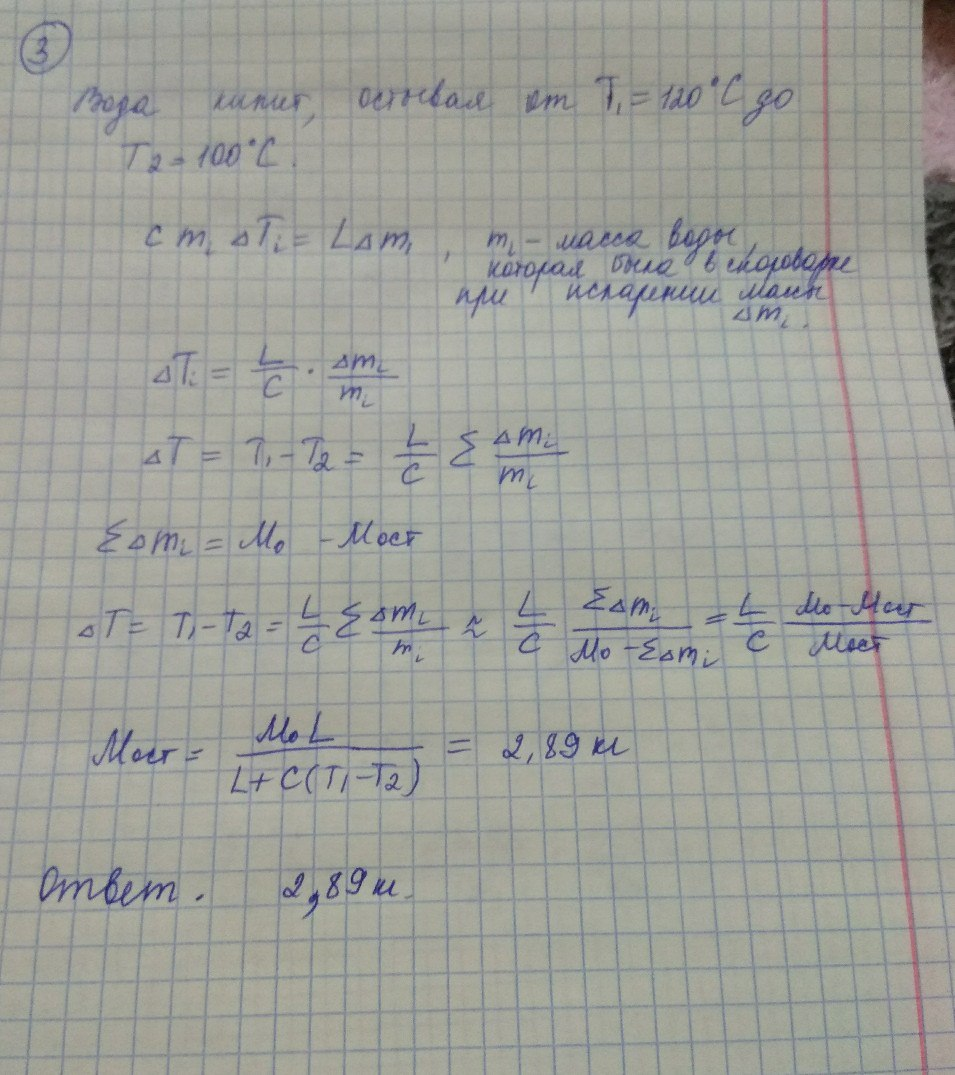 3
Вода кипит, остывая от T₁ = 120°C до
T₂ = 100°C.
c mᵢ ΔTᵢ = LΔmᵢ, mᵢ - масса воды,
которая была в скороварке
при испарении массы
Δmᵢ.
ΔTᵢ = L/C · Δmᵢ/mᵢ
ΔT = T₁ - T₂ = L/C Σ Δmᵢ/mᵢ
ΣΔmᵢ = M₀ - Mост
ΔT = T₁ - T₂ = L/C Σ Δmᵢ/mᵢ ≈ L/C ΣΔmᵢ/(M₀ - ΣΔmᵢ) = L/C (M₀ - Mост)/Mост
Mост = M₀L/(L + C(T₁ - T₂)) = 2,89 кг
Ответ. 2,89 кг.